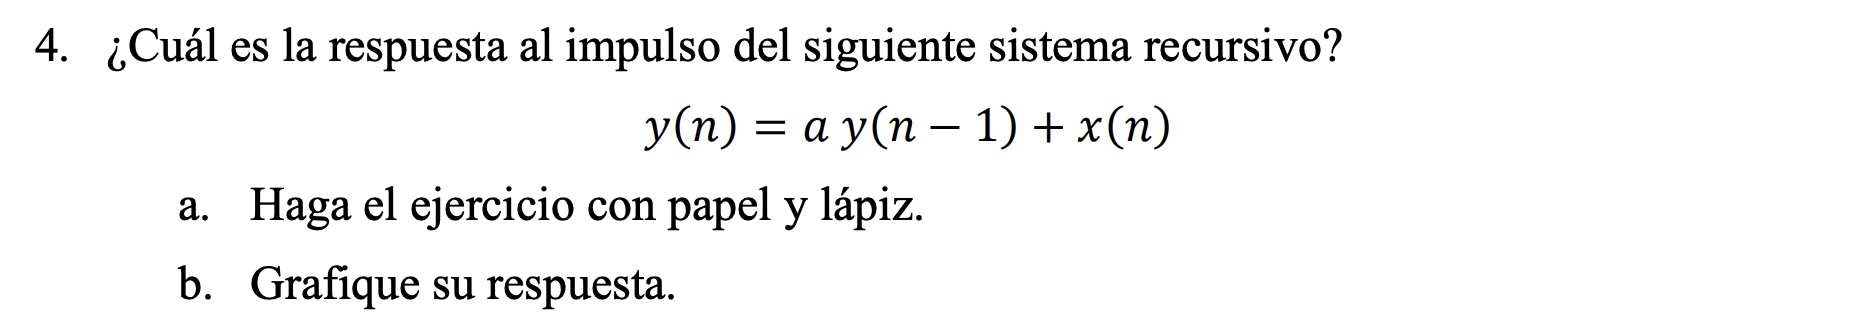 4. ¿Cuál es la respuesta al impulso del siguiente sistema recursivo?
y(n) = a y(n − 1) + x(n)
a. Haga el ejercicio con papel y lápiz.
b. Grafique su respuesta.